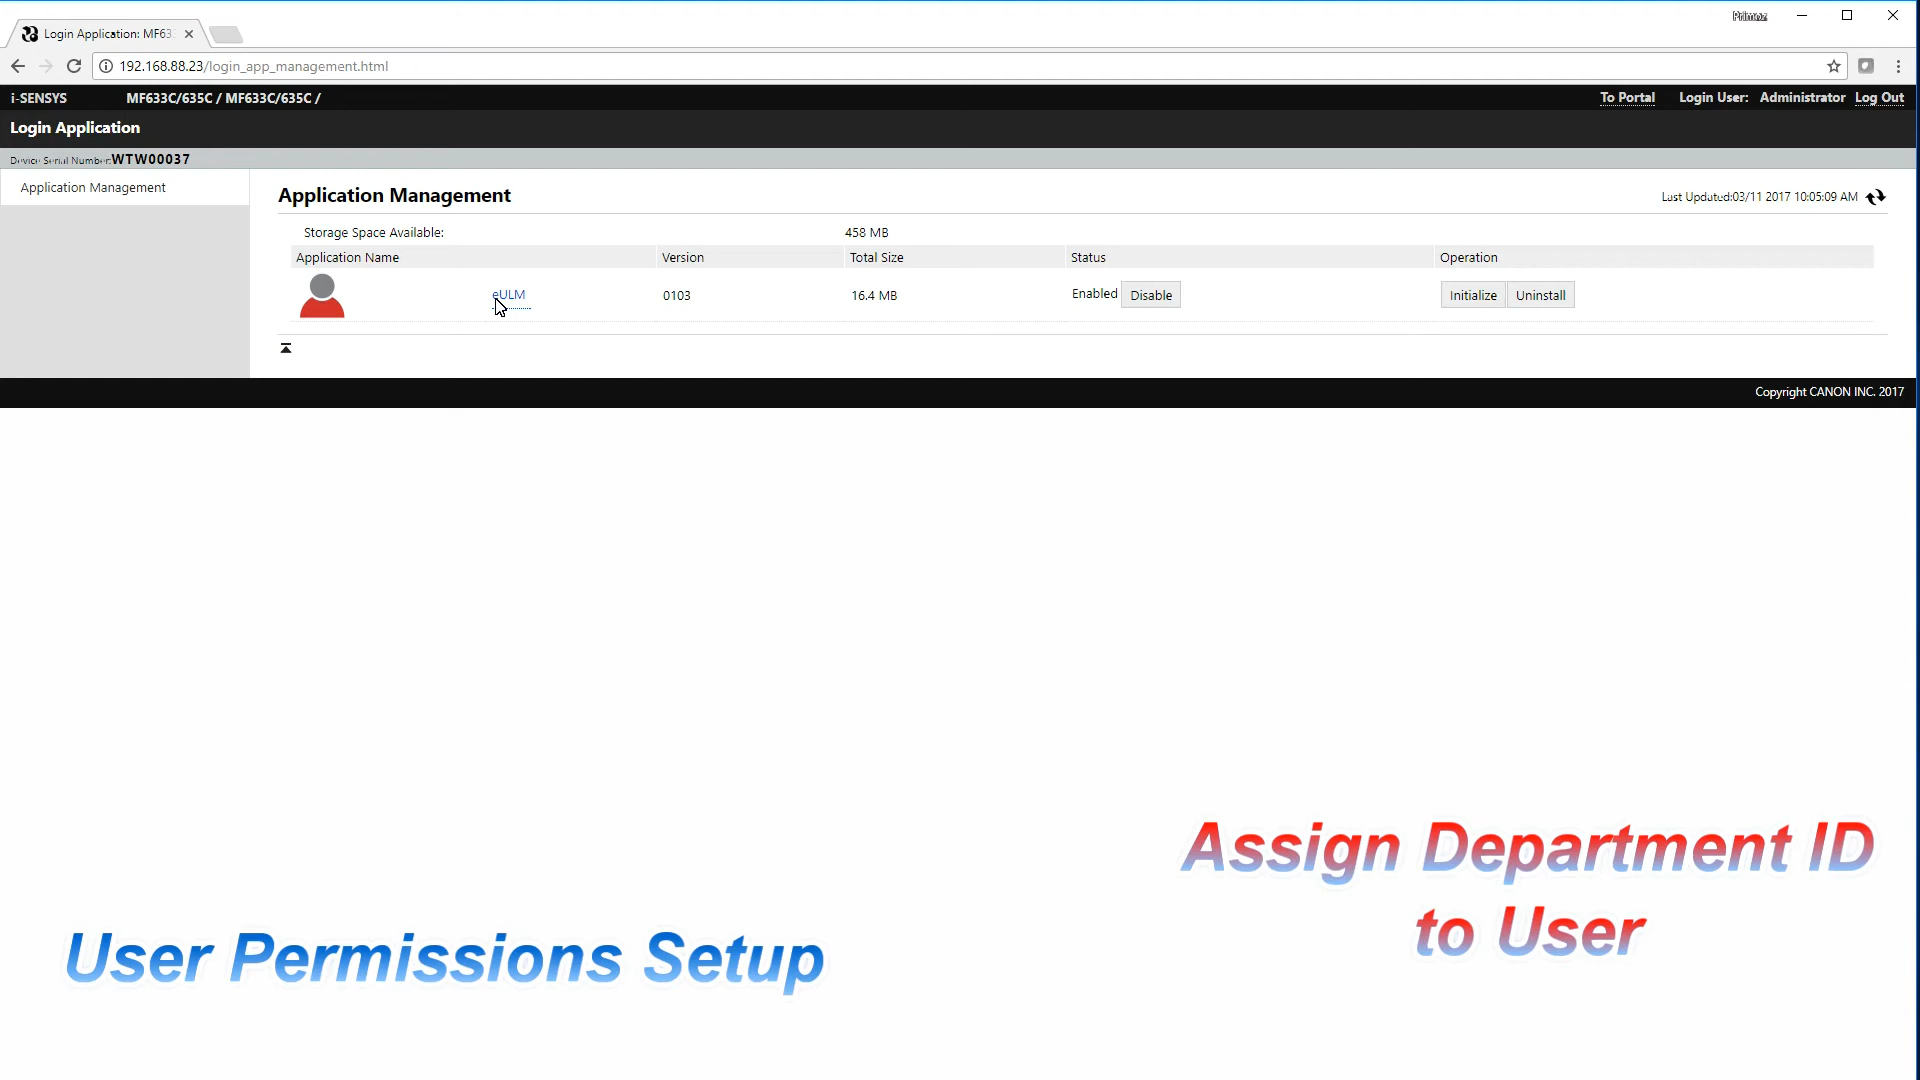 Primoz
Login Application: MF63
192.168.88.23/login_app_management.html
i-SENSYS MF633C/635C / MF633C/635C / To Portal Login User: Administrator Log Out
Login Application
Device Serial Number:WTW00037
Application Management
Application Management Last Updated:03/11 2017 10:05:09 AM
Storage Space Available: 458 MB
Application Name Version Total Size Status Operation
eULM 0103 16.4 MB Enabled Disable Initialize Uninstall
Copyright CANON INC. 2017
Assign Department ID
to User
User Permissions Setup